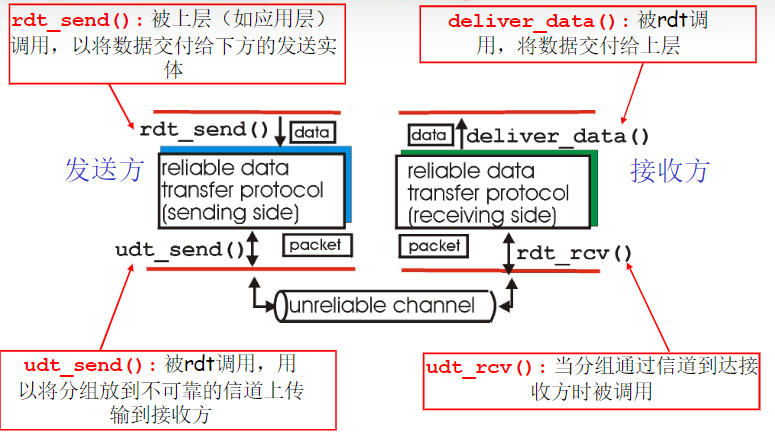 rdt_send()：被上层（如应用层）
调用，以将数据交付给下方的发送实
体
deliver_data()：被rdt调
用，将数据交付给上层
rdt_send()
data
data
deliver_data()
发送方
reliable data
transfer protocol
(sending side)
reliable data
transfer protocol
(receiving side)
接收方
udt_send()
packet
packet
rdt_rcv()
unreliable channel
udt_send()：被rdt调用，用
以将分组放到不可靠的信道上传
输到接收方
udt_rcv()：当分组通过信道到达接
收方时被调用